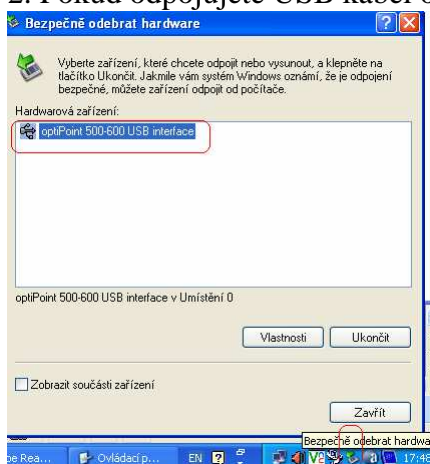 2. Pokud odpojujete USB kabel
Bezpečně odebrat hardware
Vyberte zařízení, které chcete odpojit nebo vysunout, a klepněte na
tlačítko Ukončit. Jakmile vám systém Windows oznámí, že je odpojení
bezpečné, můžete zařízení odpojit od počítače.
Hardwarová zařízení:
optiPoint 500-600 USB interface
optiPoint 500-600 USB interface v Umístění 0
Vlastnosti
Ukončit
Zobrazit součásti zařízení
Zavřít
Bezpečně odebrat hardwa
be Rea...
Ovládací p...
EN
17:48